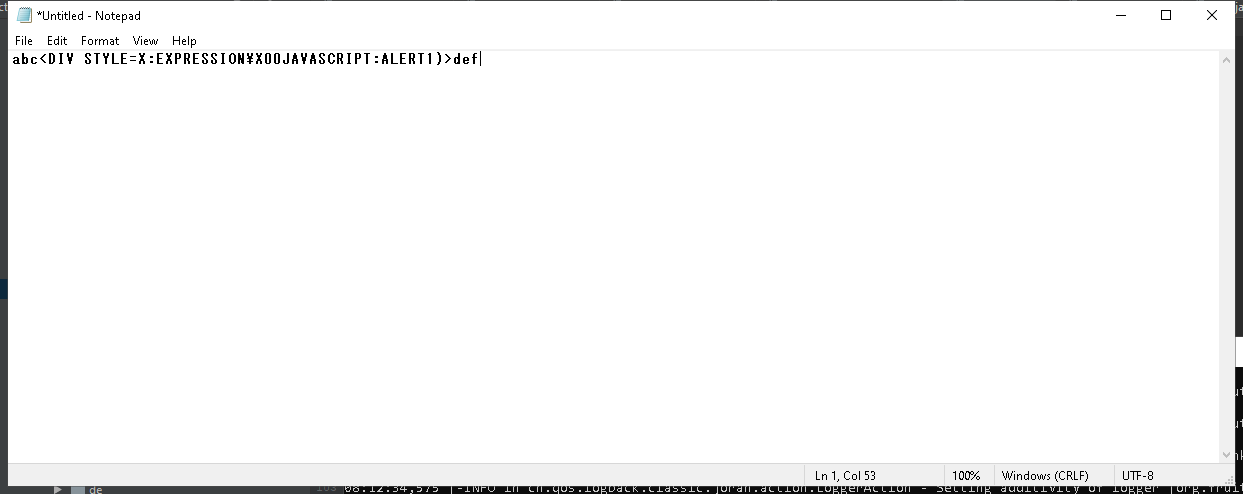 *Untitled - Notepad
File Edit Format View Help
abc<DIV STYLE=X:EXPRESSION¥X00JAVASCRIPT:ALERT1)>def
Ln 1, Col 53 100% Windows (CRLF) UTF-8
de 08:12:34,575 |-INFO in ch.qos.logback.classic.joran.action.LoggerAction - Setting additivity of logger [org.fruit